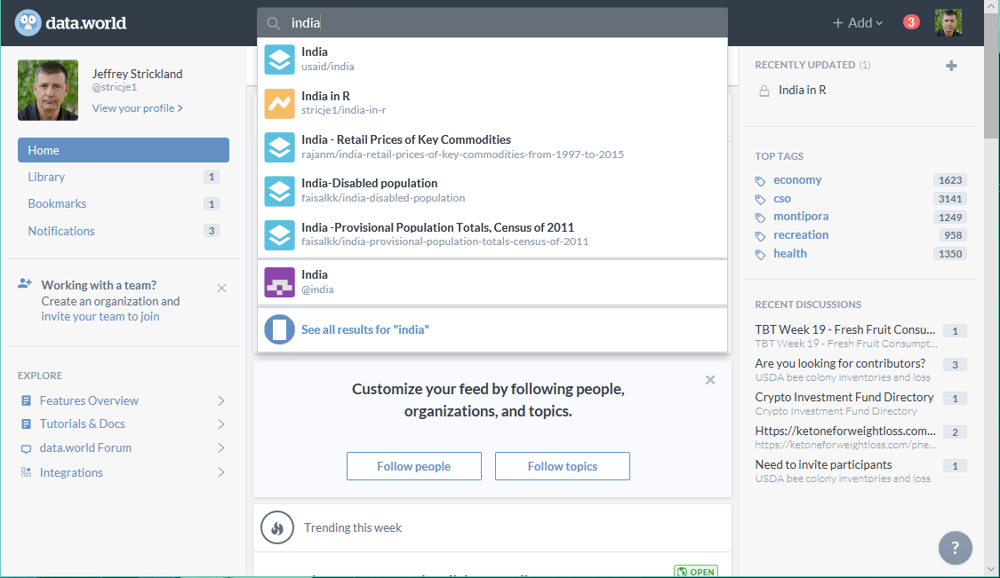 data.world
india
Add
3
Jeffrey Strickland
@stricje1
View your profile
Home
Library 1
Bookmarks 1
Notifications 3
Working with a team?
Create an organization and
invite your team to join
EXPLORE
Features Overview
Tutorials & Docs
data.world Forum
Integrations
India
usaid/india
India in R
stricje1/india-in-r
India - Retail Prices of Key Commodities
rajanm/india-retail-prices-of-key-commodities-from-1997-to-2015
India-Disabled population
faisalkk/india-disabled-population
India -Provisional Population Totals, Census of 2011
faisalkk/india-provisional-population-totals-census-of-2011
India
@india
See all results for "india"
Customize your feed by following people,
organizations, and topics.
Follow people Follow topics
Trending this week
OPEN
RECENTLY UPDATED (1)
India in R
TOP TAGS
economy 1623
cso 3141
montipora 1249
recreation 958
health 1350
RECENT DISCUSSIONS
TBT Week 19 - Fresh Fruit Consu... 1
TBT Week 19 - Fresh Fruit Consumpt...
Are you looking for contributors? 3
USDA bee colony inventories and loss
Crypto Investment Fund Directory 1
Crypto Investment Fund Directory
Https://ketoneforweightloss.com... 2
https://ketoneforweightloss.com/phe...
Need to invite participants 1
USDA bee colony inventories and loss
?